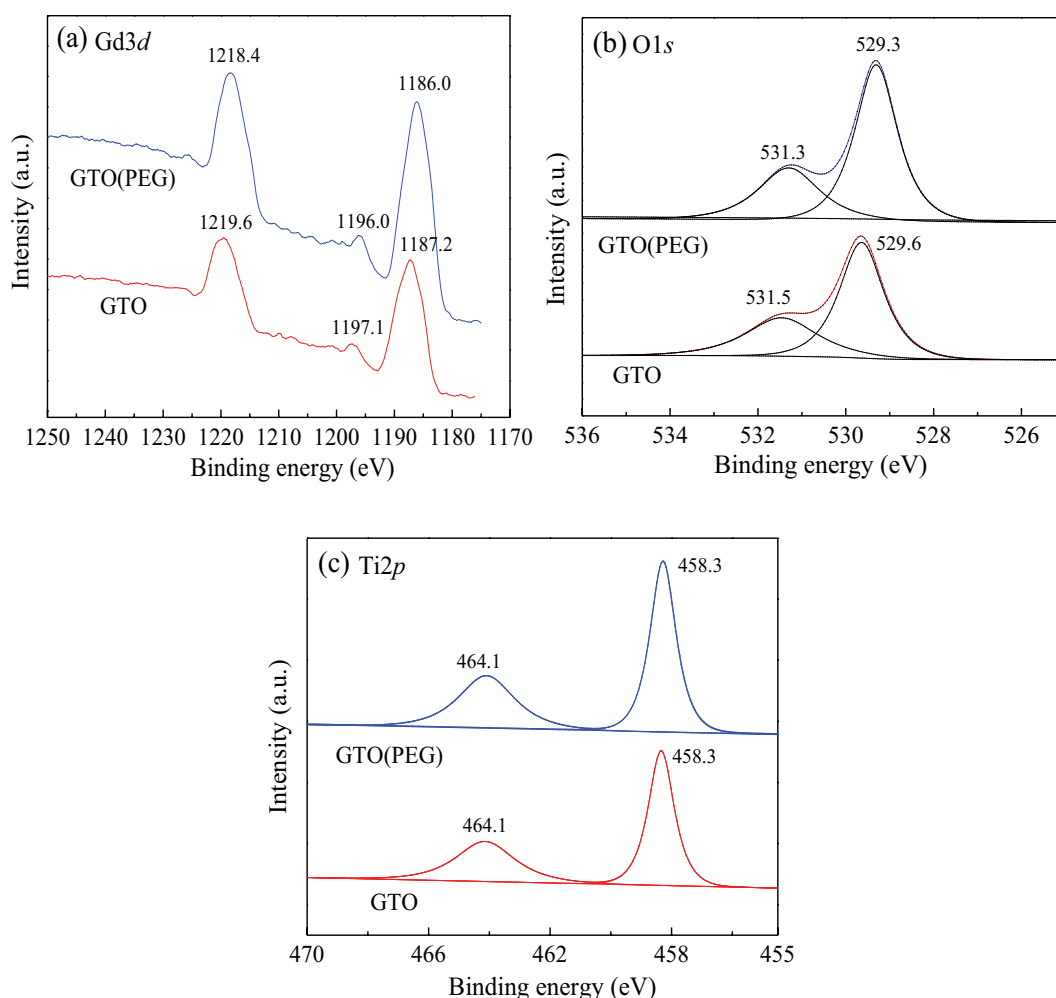 (a) Gd3d
1218.4
1186.0
GTO(PEG)
1219.6
1196.0
1187.2
GTO
1197.1
Intensity (a.u.)
1250 1240 1230 1220 1210 1200 1190 1180 1170
Binding energy (eV)
(b) O1s
529.3
531.3
GTO(PEG)
529.6
531.5
GTO
Intensity (a.u.)
536 534 532 530 528 526
Binding energy (eV)
(c) Ti2p
458.3
464.1
GTO(PEG)
458.3
464.1
GTO
Intensity (a.u.)
470 466 462 458 455
Binding energy (eV)